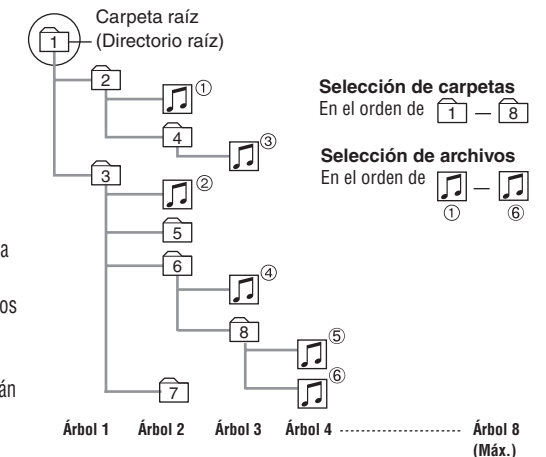 Carpeta raíz
(Directorio raíz)
1
2
①
4
③
3
②
5
6
④
8
⑤
⑥
7
Selección de carpetas
En el orden de 1 — 8
Selección de archivos
En el orden de —
① ⑥
a
os
án
Árbol 1 Árbol 2 Árbol 3 Árbol 4 Árbol 8
(Máx.)